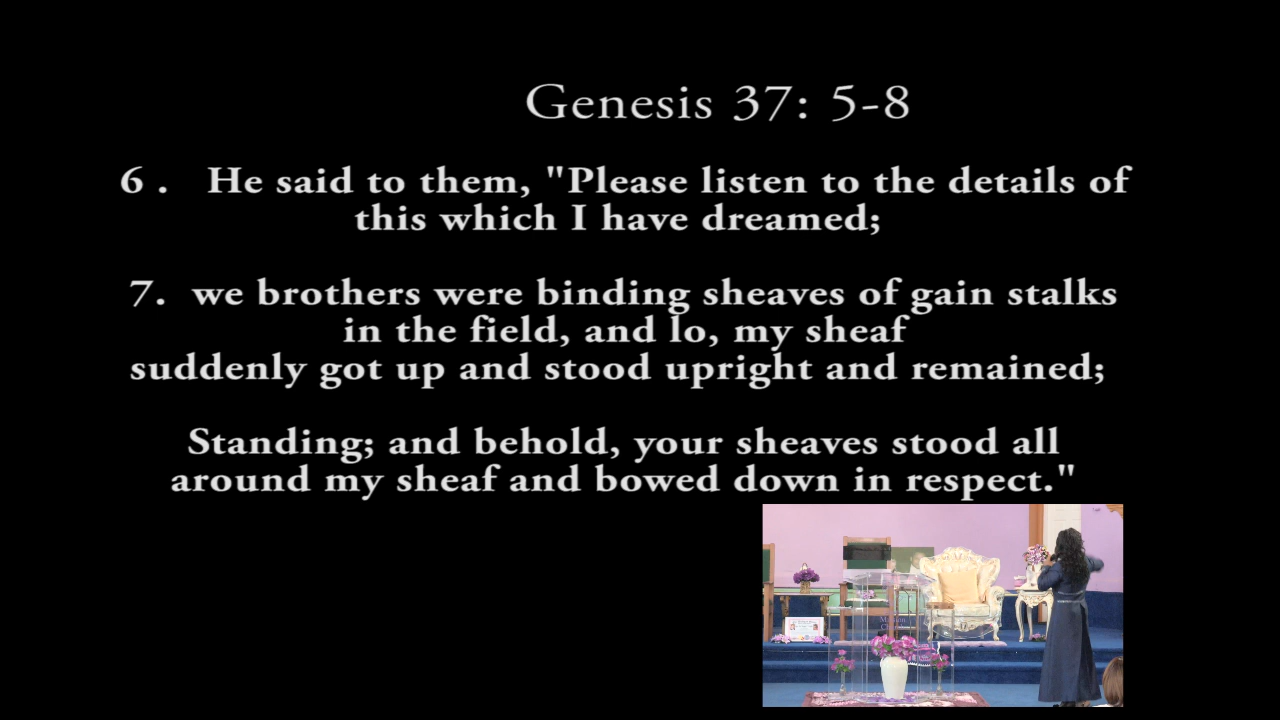 Genesis 37: 5-8
6 . He said to them, "Please listen to the details of
this which I have dreamed;
7. we brothers were binding sheaves of gain stalks
in the field, and lo, my sheaf
suddenly got up and stood upright and remained;
Standing; and behold, your sheaves stood all
around my sheaf and bowed down in respect."